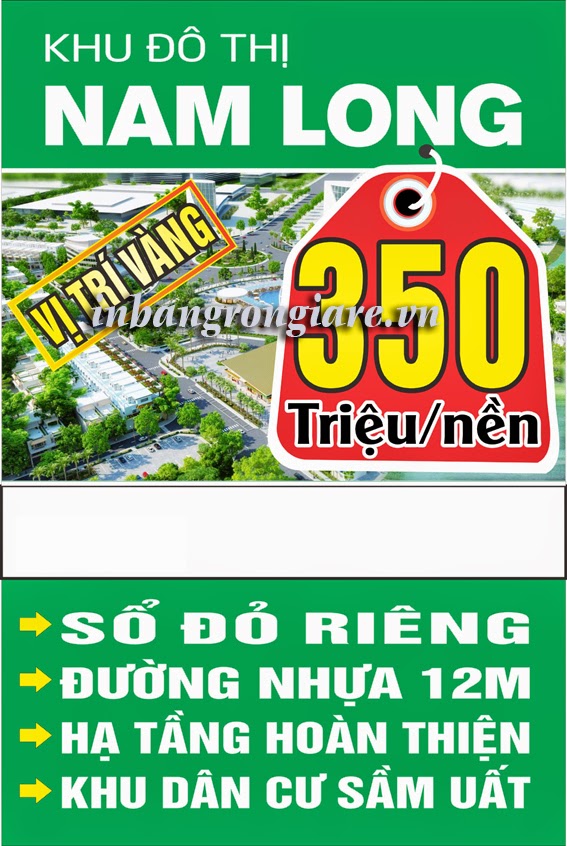 KHU ĐÔ THỊ
NAM LONG
VỊ TRÍ VÀNG
350
inbangrongiare.vn
Triệu/nền
SỔ ĐỎ RIÊNG
ĐƯỜNG NHỰA 12M
HẠ TẦNG HOÀN THIỆN
KHU DÂN CƯ SẦM UẤT